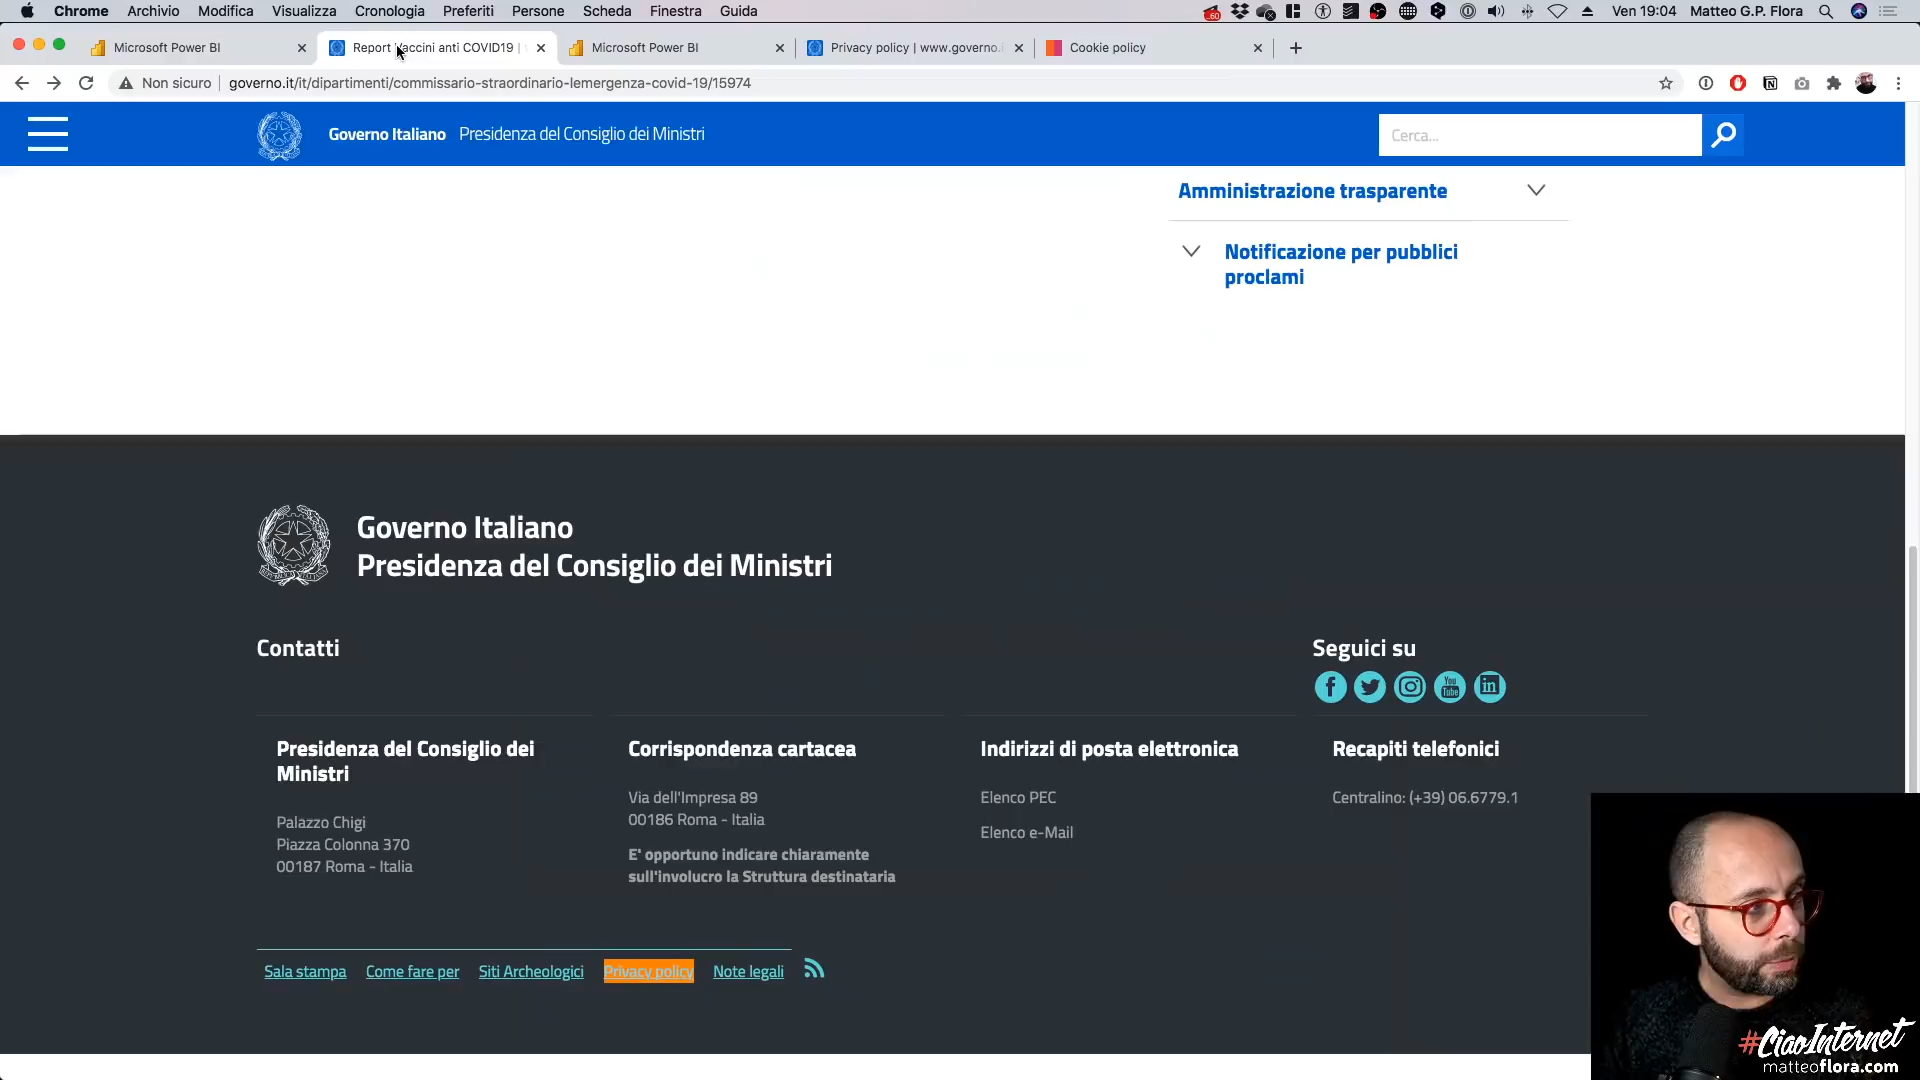 Chrome Archivio Modifica Visualizza Cronologia Preferiti Persone Scheda Finestra Guida
60
Ven 19:04 Matteo G.P. Flora
Microsoft Power BI
Report Vaccini anti COVID19 |
Microsoft Power BI
Privacy policy | www.governo.i
Cookie policy
Non sicuro
governo.it/it/dipartimenti/commissario-straordinario-lemergenza-covid-19/15974
Governo Italiano Presidenza del Consiglio dei Ministri
Cerca...
Amministrazione trasparente
Notificazione per pubblici
proclami
Governo Italiano
Presidenza del Consiglio dei Ministri
Contatti
Seguici su
Presidenza del Consiglio dei
Ministri
Palazzo Chigi
Piazza Colonna 370
00187 Roma - Italia
Corrispondenza cartacea
Via dell'Impresa 89
00186 Roma - Italia
E' opportuno indicare chiaramente
sull'involucro la Struttura destinataria
Indirizzi di posta elettronica
Elenco PEC
Elenco e-Mail
Recapiti telefonici
Centralino: (+39) 06.6779.1
Sala stampa Come fare per Siti Archeologici Privacy policy Note legali
#CiaoInternet
matteoflora.com